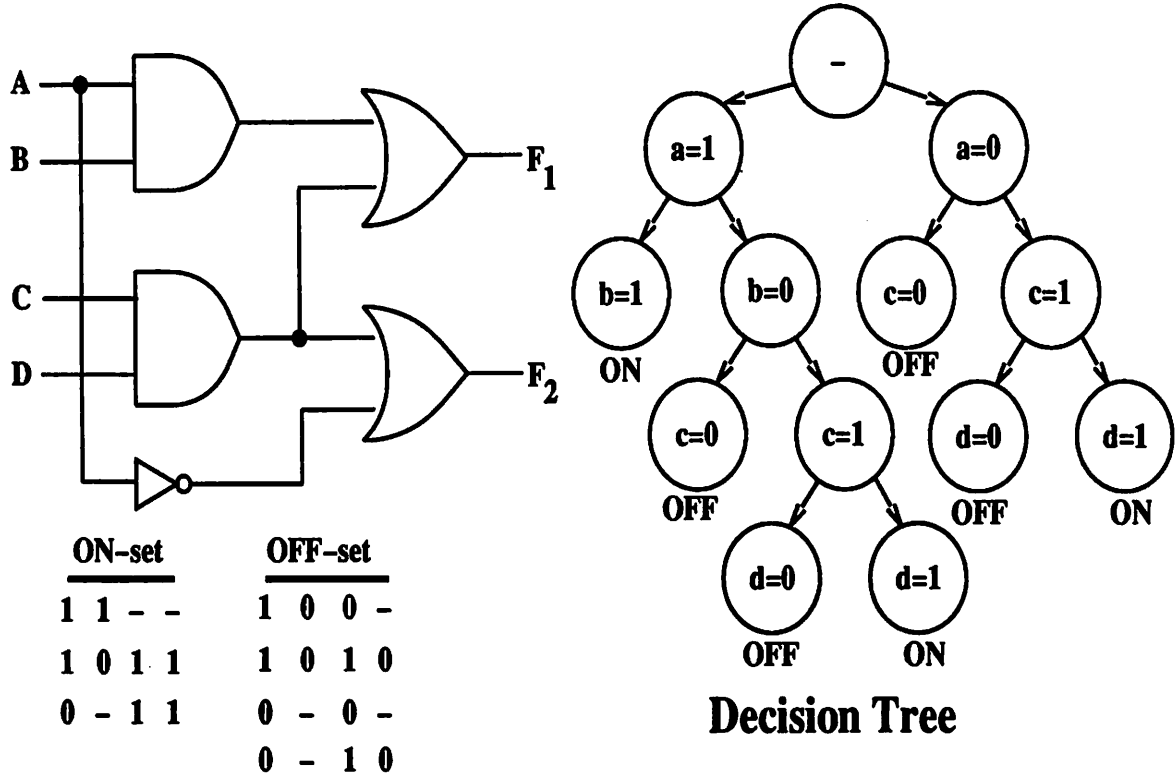 A
B
F1
C
D
F2
ON-set
1 1 - -
1 0 1 1
0 - 1 1
OFF-set
1 0 0 -
1 0 1 0
0 - 0 -
0 - 1 0
-
a=1
a=0
b=1
ON
b=0
c=0
OFF
c=1
c=0
OFF
c=1
d=0
OFF
d=1
ON
d=0
OFF
d=1
ON
Decision Tree